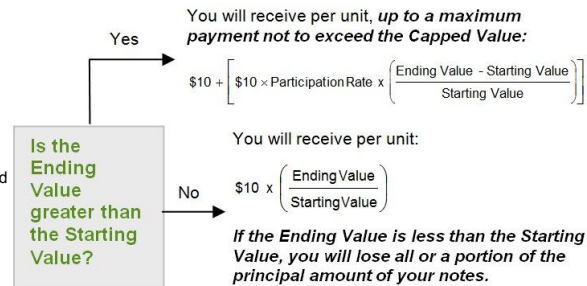 You will receive per unit, up to a maximum
payment not to exceed the Capped Value:
Yes
$10 + [$10 × Participation Rate x (Ending Value - Starting Value / Starting Value)]
Is the
Ending
Value
greater than
the Starting
Value?
d
No
You will receive per unit:
$10 x (Ending Value / Starting Value)
If the Ending Value is less than the Starting
Value, you will lose all or a portion of the
principal amount of your notes.